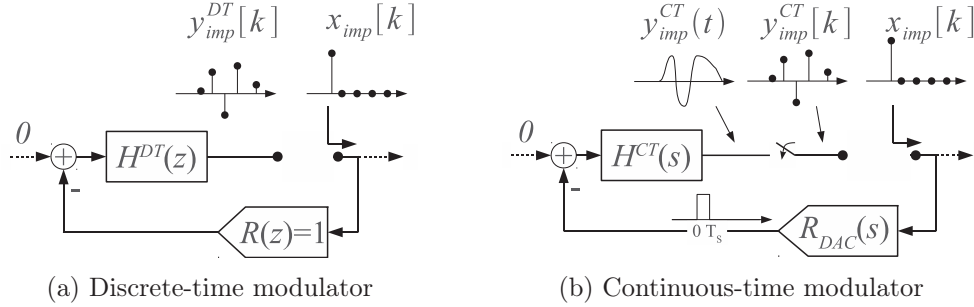 y_imp^DT[k] x_imp[k]
0 + H^DT(z)
-
R(z)=1
(a) Discrete-time modulator
y_imp^CT(t) y_imp^CT[k] x_imp[k]
0 + H^CT(s)
-
0 T_S
R_DAC(s)
(b) Continuous-time modulator